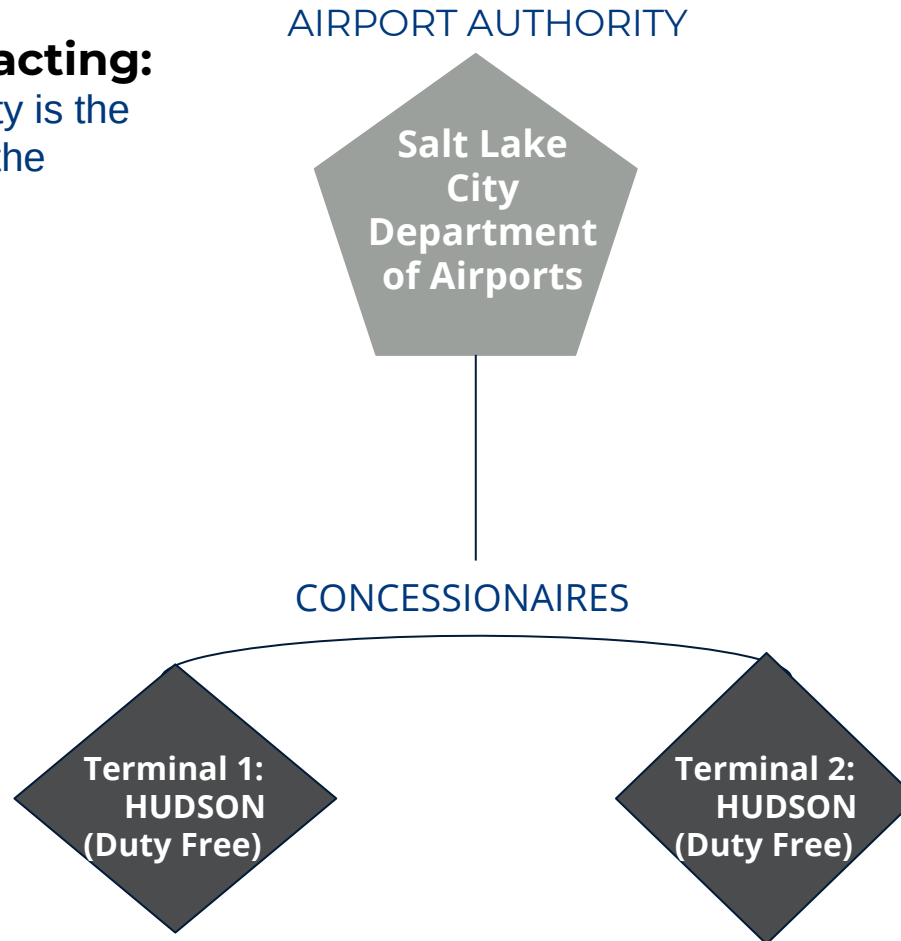 AIRPORT AUTHORITY
acting:
ty is the
the
Salt Lake
City
Department
of Airports
CONCESSIONAIRES
Terminal 1:
HUDSON
(Duty Free)
Terminal 2:
HUDSON
(Duty Free)